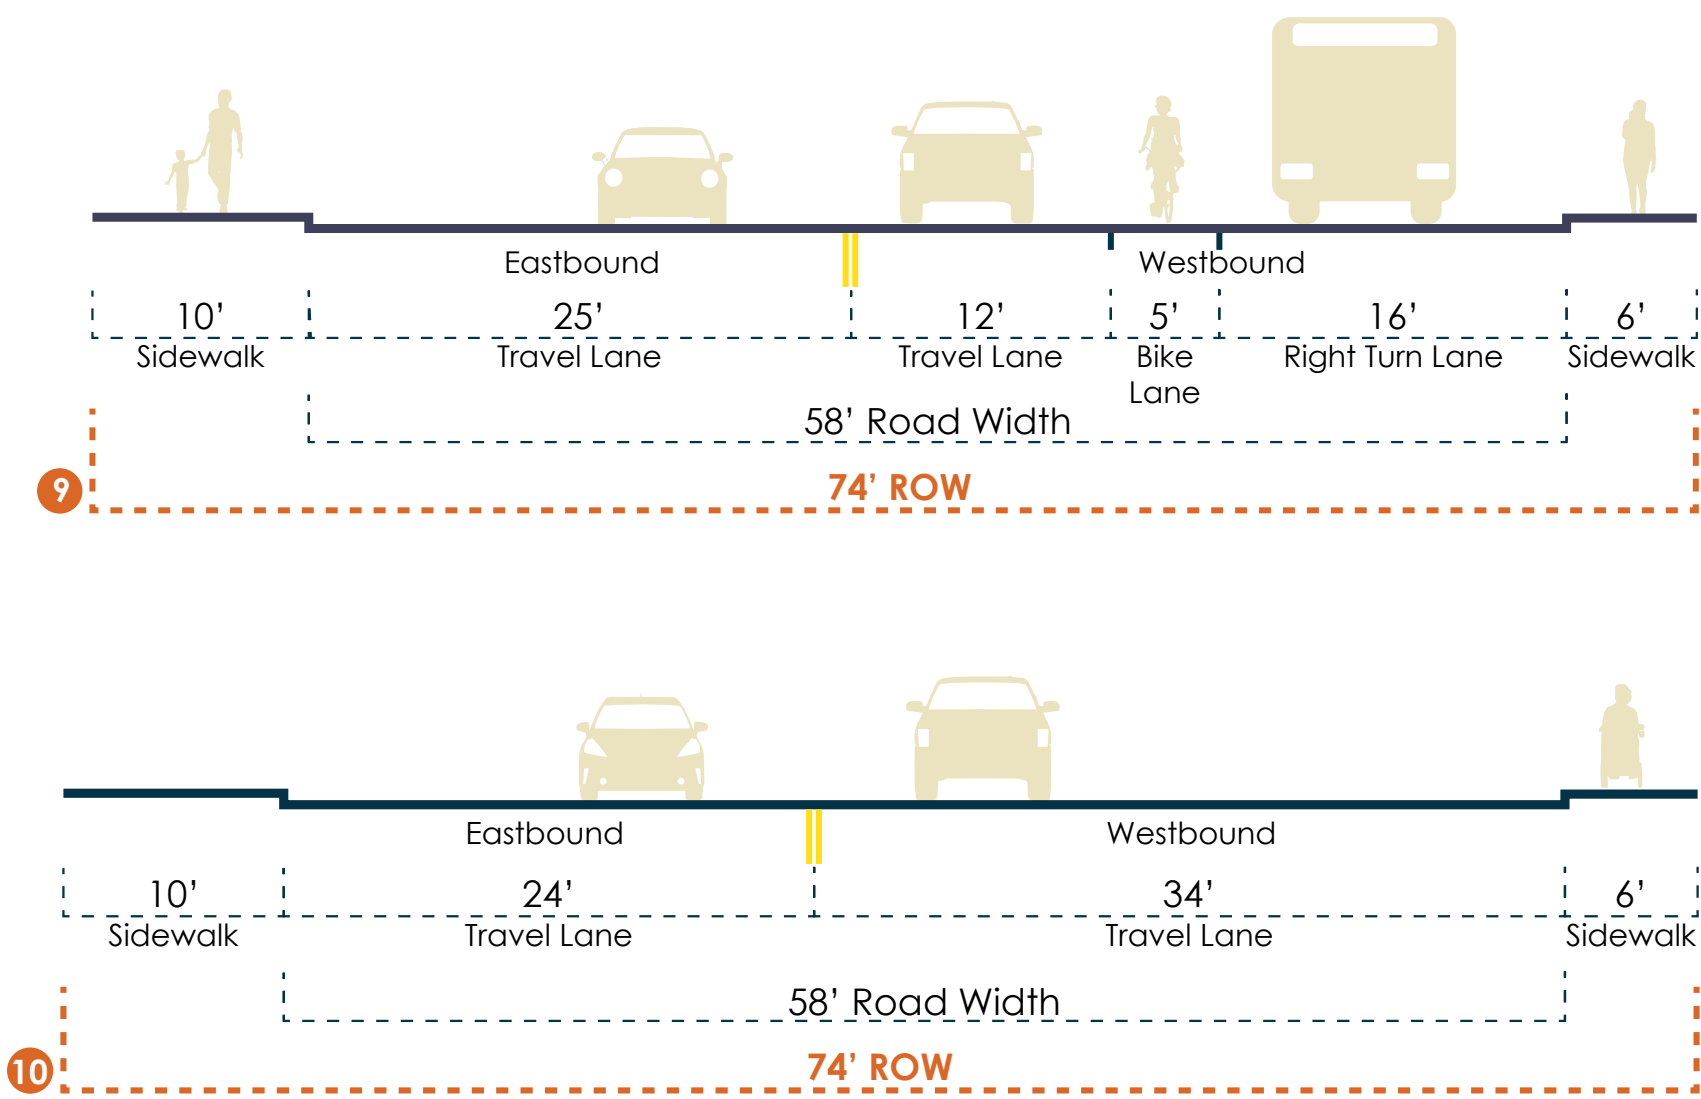 Eastbound
Westbound
10’
25’
12’
5’
16’
6’
Sidewalk
Travel Lane
Travel Lane
Bike
Lane
Right Turn Lane
Sidewalk
58’ Road Width
9
74’ ROW
Eastbound
Westbound
10’
24’
34’
6’
Sidewalk
Travel Lane
Travel Lane
Sidewalk
58’ Road Width
10
74’ ROW